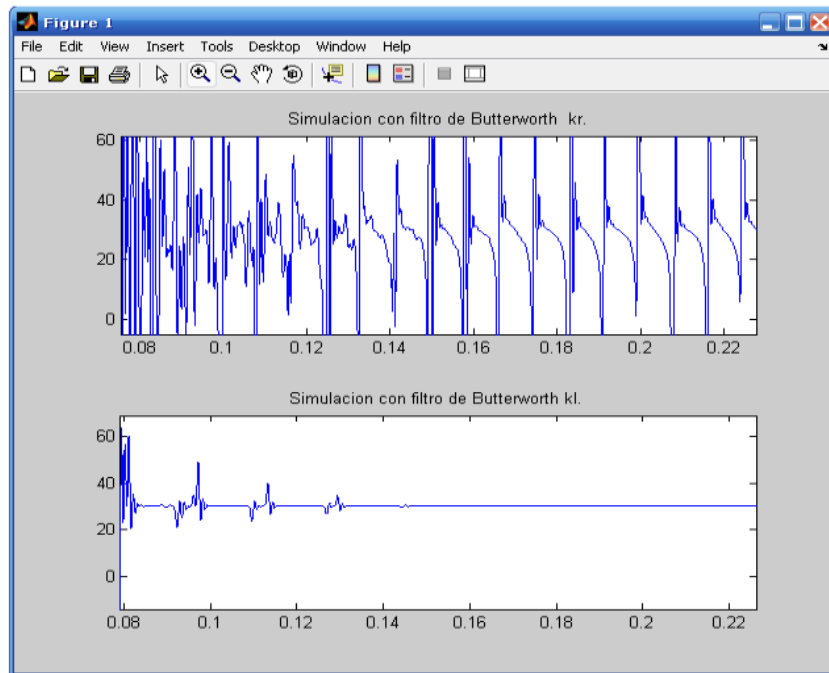 Figure 1
File Edit View Insert Tools Desktop Window Help
Simulacion con filtro de Butterworth kr.
60
40
20
0
0.08 0.1 0.12 0.14 0.16 0.18 0.2 0.22
Simulacion con filtro de Butterworth kl.
60
40
20
0
0.08 0.1 0.12 0.14 0.16 0.18 0.2 0.22